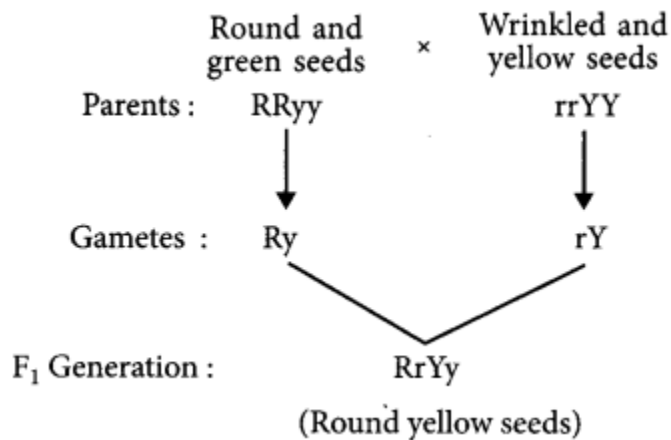 Round and green seeds × Wrinkled and yellow seeds
Parents : RRyy rrYY
Gametes : Ry rY
F₁ Generation : RrYy
(Round yellow seeds)